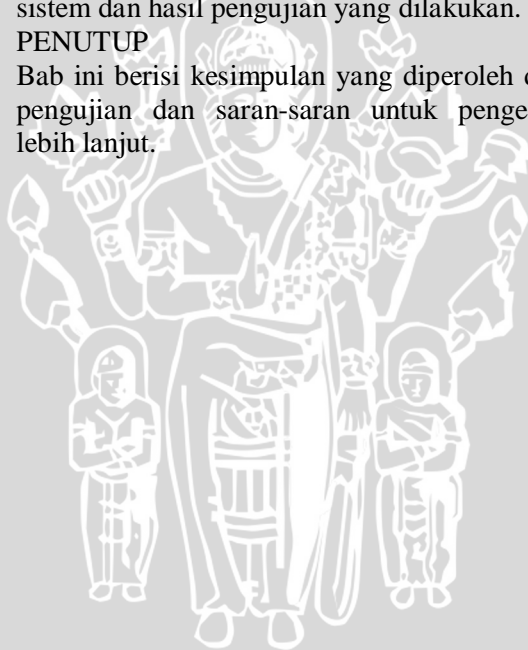 sistem dan hasil pengujian yang dilakukan.
PENUTUP
Bab ini berisi kesimpulan yang diperoleh
pengujian dan saran-saran untuk
lebih lanjut.